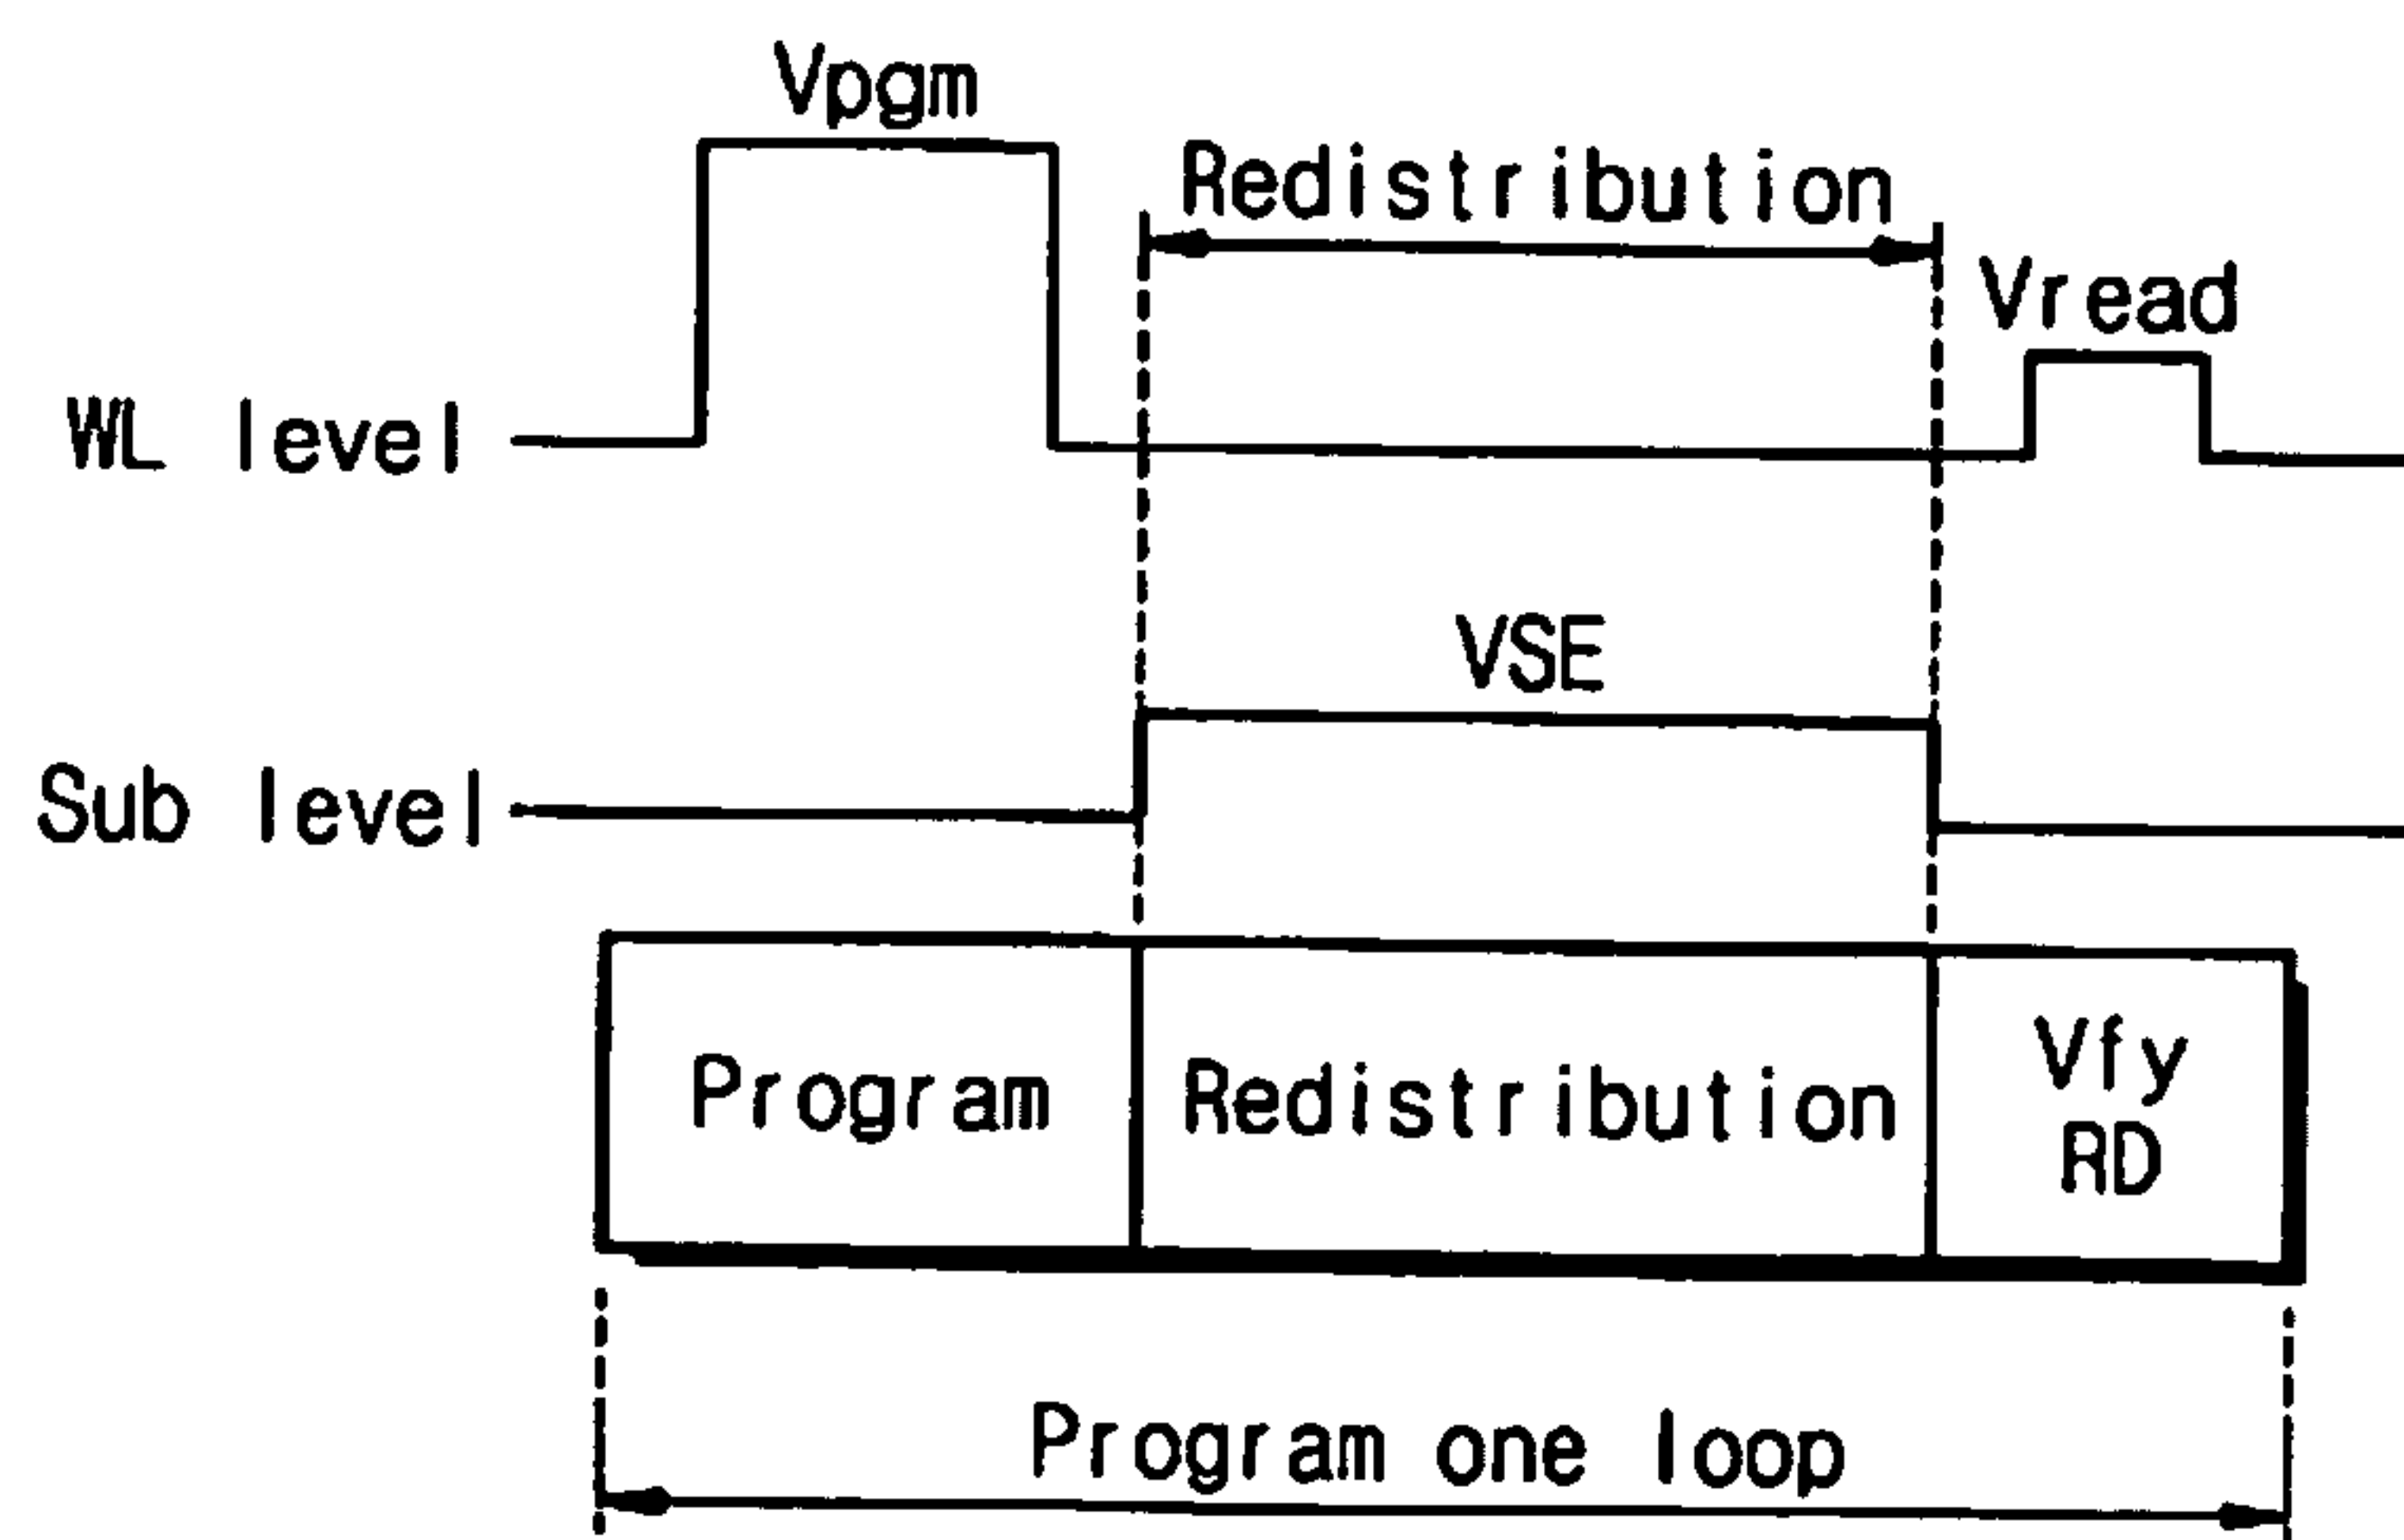 Vpgm
Redistribution
Vread
WL level
VSE
Sub level
Program
Redistribution
Vfy
RD
Program one loop